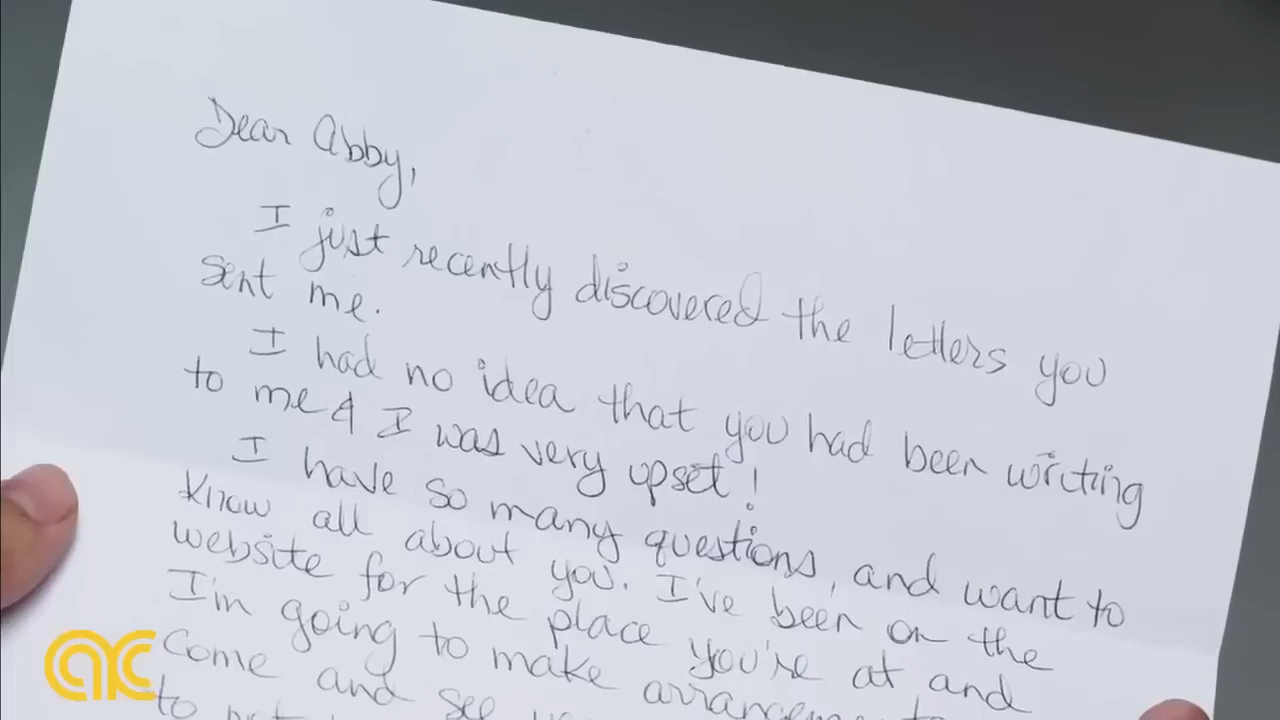 Dear Abby,
I just recently discovered the letters you
sent me.
I had no idea that you had been writing
to me & I was very upset!
I have so many questions, and want to
know all about you. I've been on the
website for the place you're at and
I'm going to make arrangements
come and see
to
ac